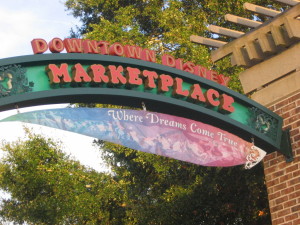 DOWNTOWN DISNEY
MARKETPLACE
Where Dreams Come True